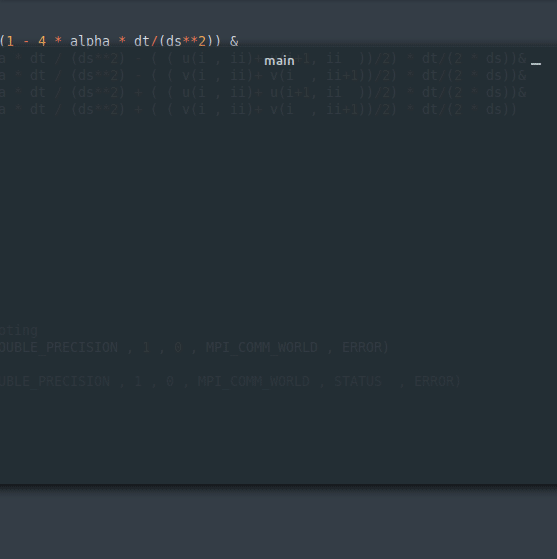 (1 - 4 * alpha * dt/(ds**2)) &
main
a * dt / (ds**2) - ( ( u(i , ii)+ u(i+1, ii  ))/2) * dt/(2 * ds))&
a * dt / (ds**2) - ( ( v(i , ii)+ v(i  , ii+1))/2) * dt/(2 * ds))&
a * dt / (ds**2) + ( ( u(i , ii)+ u(i+1, ii  ))/2) * dt/(2 * ds))&
a * dt / (ds**2) + ( ( v(i , ii)+ v(i  , ii+1))/2) * dt/(2 * ds))
ating
OUBLE_PRECISION , 1 , 0 , MPI_COMM_WORLD , ERROR)
UBLE_PRECISION , 1 , 0 , MPI_COMM_WORLD , STATUS  , ERROR)